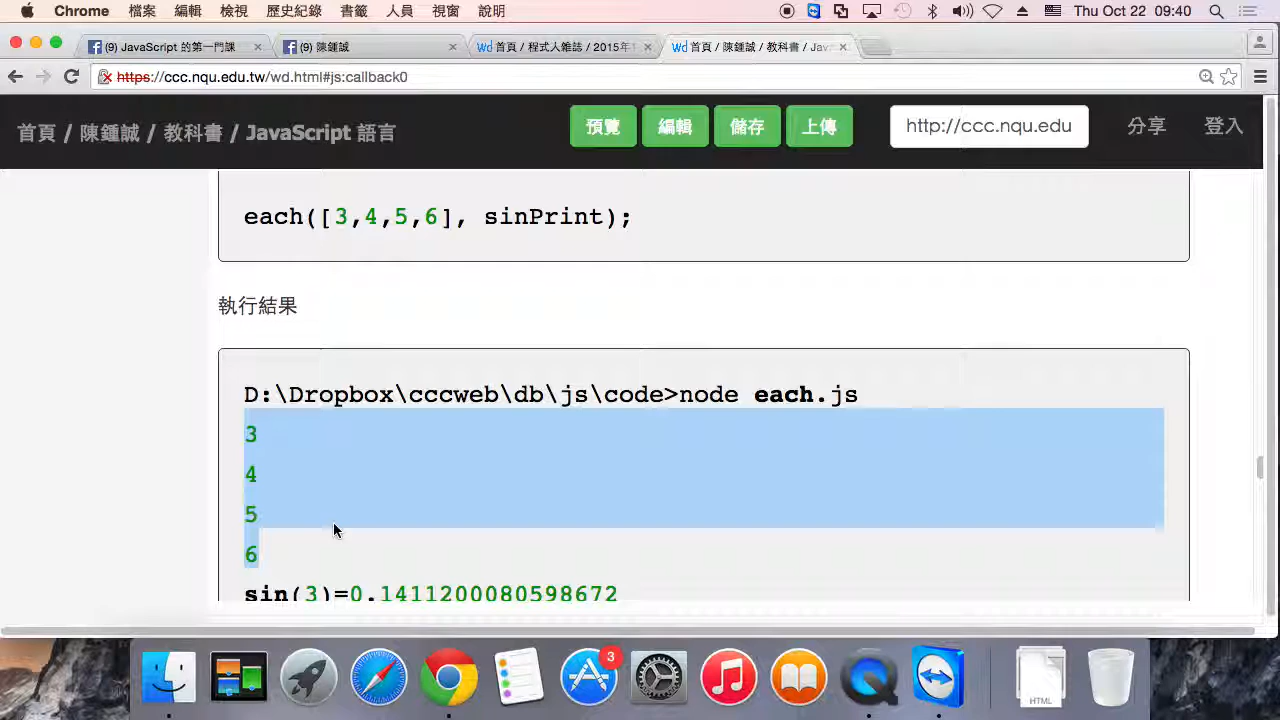 Chrome 檔案 編輯 檢視 歷史紀錄 書籤 人員 視窗 說明 Thu Oct 22 09:40
(9) JavaScript 的第一門課 (9) 陳鍾誠 Wd 首頁 / 程式人雜誌 / 2015年 Wd 首頁 / 陳鍾誠 / 教科書 / Jav
https://ccc.nqu.edu.tw/wd.html#js:callback0
首頁 / 陳鍾誠 / 教科書 / JavaScript 語言 預覽 編輯 儲存 上傳 http://ccc.nqu.edu 分享 登入
each([3,4,5,6], sinPrint);
執行結果
D:\Dropbox\cccweb\db\js\code>node each.js
3
4
5
6
sin(3)=0.1411200080598672
3
HTML